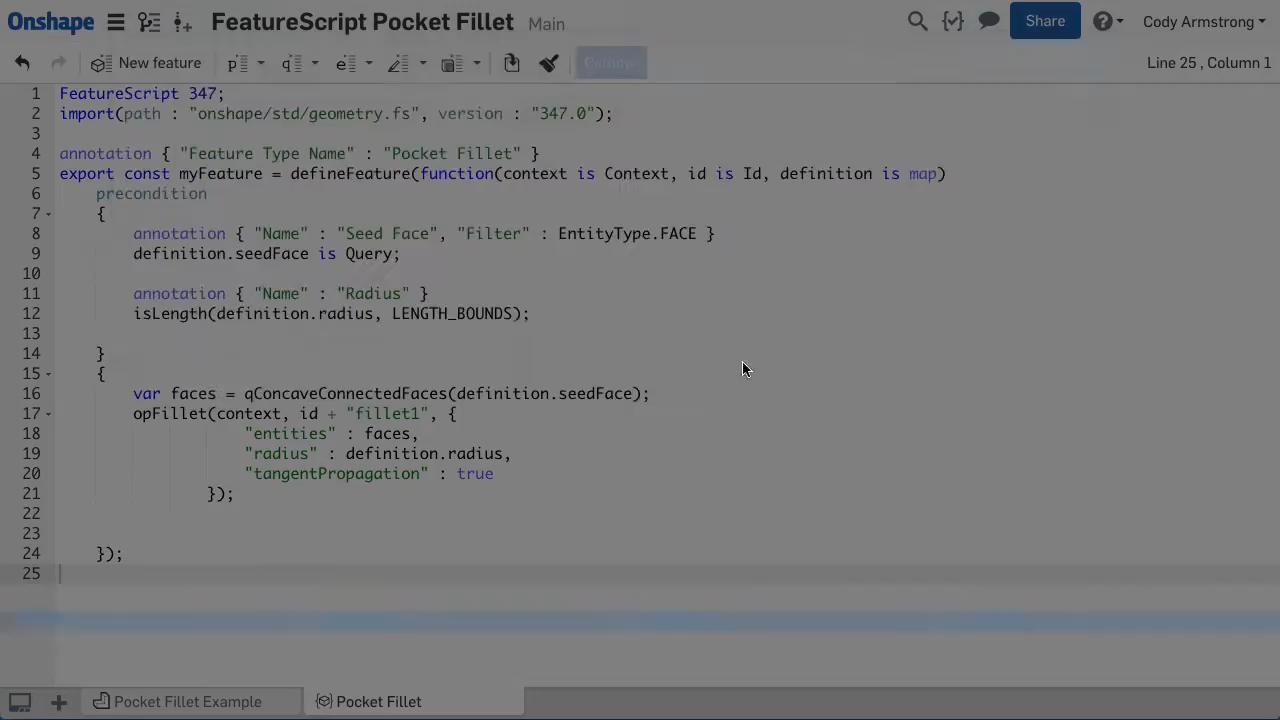 Onshape FeatureScript Pocket Fillet Main Share Cody Armstrong
New feature Commit Line 25 , Column 1
1 FeatureScript 347;
2 import(path : "onshape/std/geometry.fs", version : "347.0");
3
4 annotation { "Feature Type Name" : "Pocket Fillet" }
5 export const myFeature = defineFeature(function(context is Context, id is Id, definition is map)
6 precondition
7 {
8 annotation { "Name" : "Seed Face", "Filter" : EntityType.FACE }
9 definition.seedFace is Query;
10
11 annotation { "Name" : "Radius" }
12 isLength(definition.radius, LENGTH_BOUNDS);
13
14 }
15 {
16 var faces = qConcaveConnectedFaces(definition.seedFace);
17 opFillet(context, id + "fillet1", {
18 "entities" : faces,
19 "radius" : definition.radius,
20 "tangentPropagation" : true
21 });
22
23
24 });
25
Pocket Fillet Example Pocket Fillet